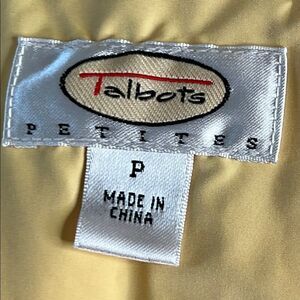 Talbots
PETITES
P
MADE IN
CHINA